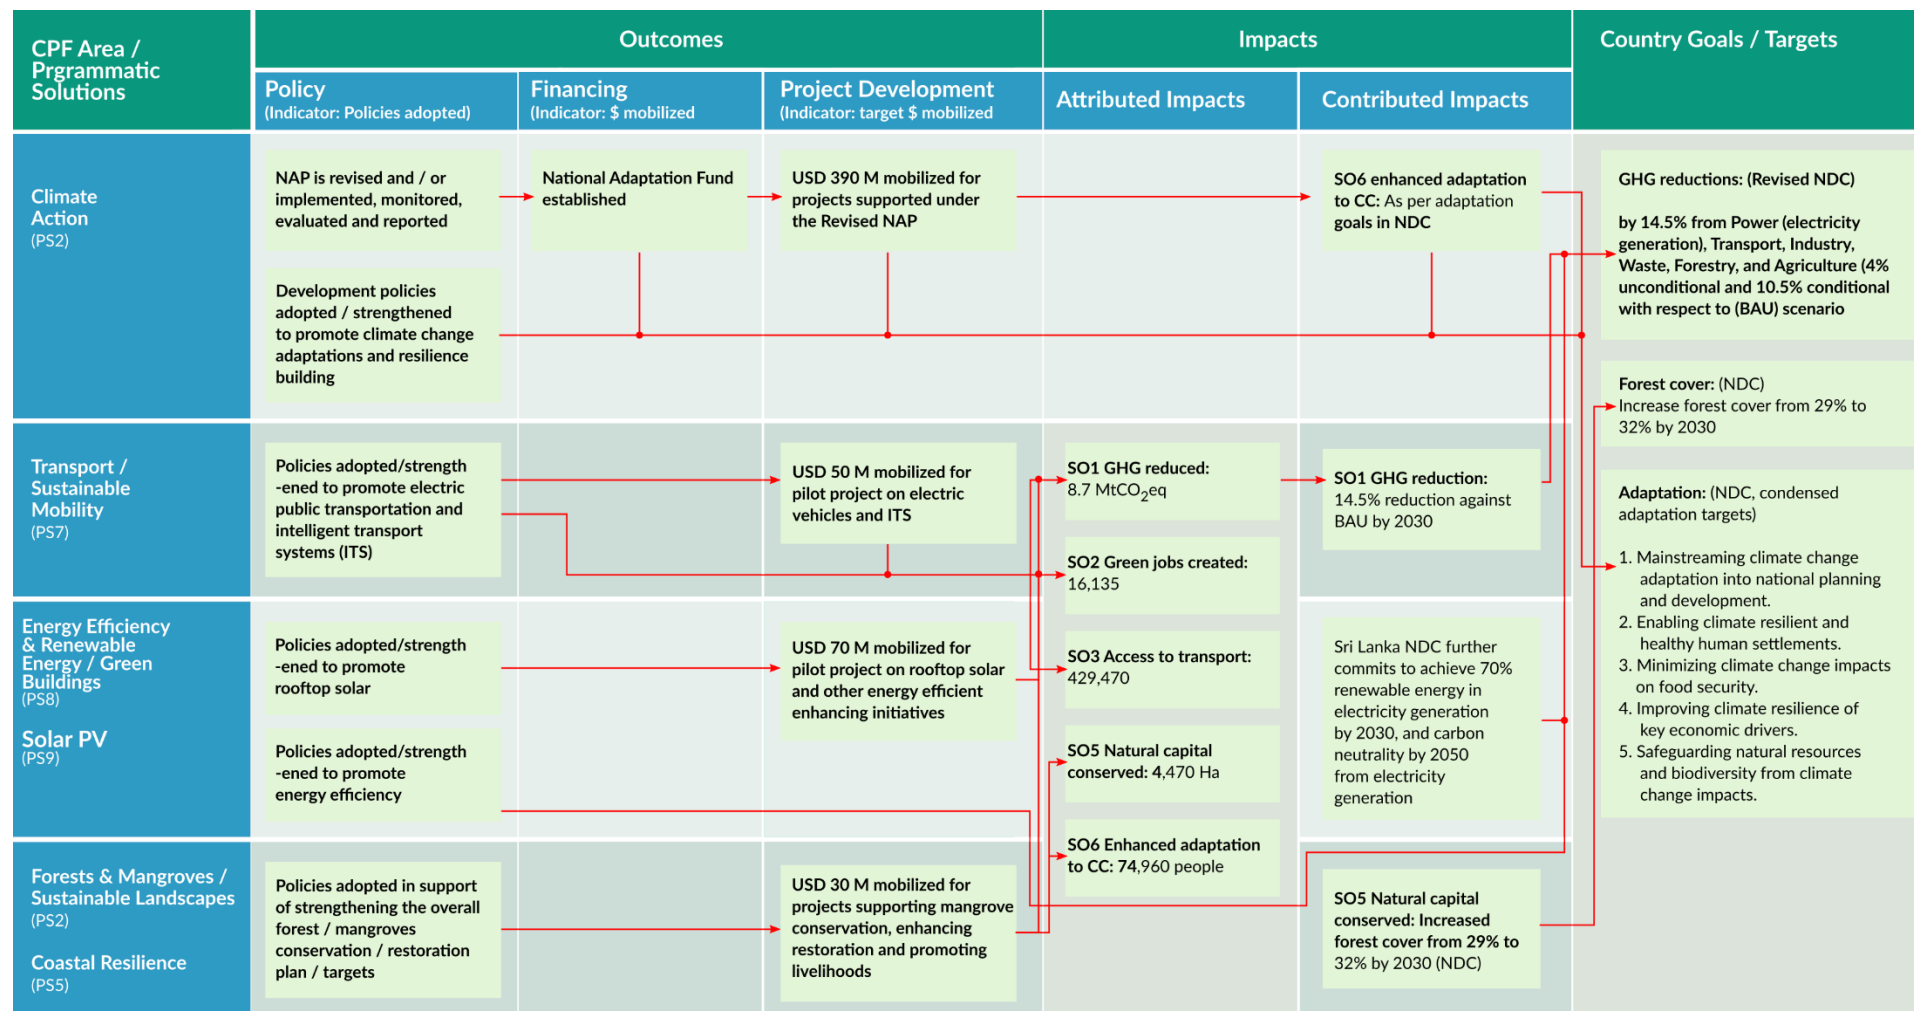 CPF Area /
Prgrammatic
Solutions
Outcomes
Impacts
Country Goals / Targets
Policy
(Indicator: Policies adopted)
Financing
(Indicator: $ mobilized
Project Development
(Indicator: target $ mobilized
Attributed Impacts
Contributed Impacts
Climate
Action
(PS2)
NAP is revised and / or
implemented, monitored,
evaluated and reported
Development policies
adopted / strengthened
to promote climate change
adaptations and resilience
building
National Adaptation Fund
established
USD 390 M mobilized for
projects supported under
the Revised NAP
SO6 enhanced adaptation
to CC: As per adaptation
goals in NDC
Transport /
Sustainable
Mobility
(PS7)
Policies adopted/strength
-ened to promote electric
public transportation and
intelligent transport
systems (ITS)
USD 50 M mobilized for
pilot project on electric
vehicles and ITS
SO1 GHG reduced:
8.7 MtCO2eq
SO2 Green jobs created:
16,135
SO3 Access to transport:
429,470
SO5 Natural capital
conserved: 4,470 Ha
SO6 Enhanced adaptation
to CC: 74,960 people
SO1 GHG reduction:
14.5% reduction against
BAU by 2030
Energy Efficiency
& Renewable
Energy / Green
Buildings
(PS8)
Solar PV
(PS9)
Policies adopted/strength
-ened to promote
rooftop solar
Policies adopted/strength
-ened to promote
energy efficiency
USD 70 M mobilized for
pilot project on rooftop solar
and other energy efficient
enhancing initiatives
Sri Lanka NDC further
commits to achieve 70%
renewable energy in
electricity generation
by 2030, and carbon
neutrality by 2050
from electricity
generation
Forests & Mangroves /
Sustainable Landscapes
(PS2)
Coastal Resilience
(PS5)
Policies adopted in support
of strengthening the overall
forest / mangroves
conservation / restoration
plan / targets
USD 30 M mobilized for
projects supporting mangrove
conservation, enhancing
restoration and promoting
livelihoods
SO5 Natural capital
conserved: Increased
forest cover from 29% to
32% by 2030 (NDC)
GHG reductions: (Revised NDC)
by 14.5% from Power (electricity
generation), Transport, Industry,
Waste, Forestry, and Agriculture (4%
unconditional and 10.5% conditional
with respect to (BAU) scenario
Forest cover: (NDC)
Increase forest cover from 29% to
32% by 2030
Adaptation: (NDC, condensed
adaptation targets)
1. Mainstreaming climate change
adaptation into national planning
and development.
2. Enabling climate resilient and
healthy human settlements.
3. Minimizing climate change impacts
on food security.
4. Improving climate resilience of
key economic drivers.
5. Safeguarding natural resources
and biodiversity from climate
change impacts.